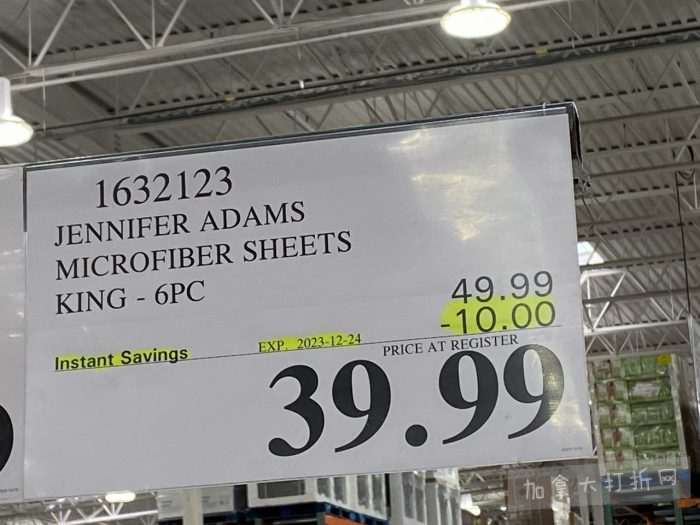 1632123
JENNIFER ADAMS
MICROFIBER SHEETS
KING - 6PC
49.99
-10.00
Instant Savings EXP. 2023-12-24
PRICE AT REGISTER
39.99
加拿大打折网